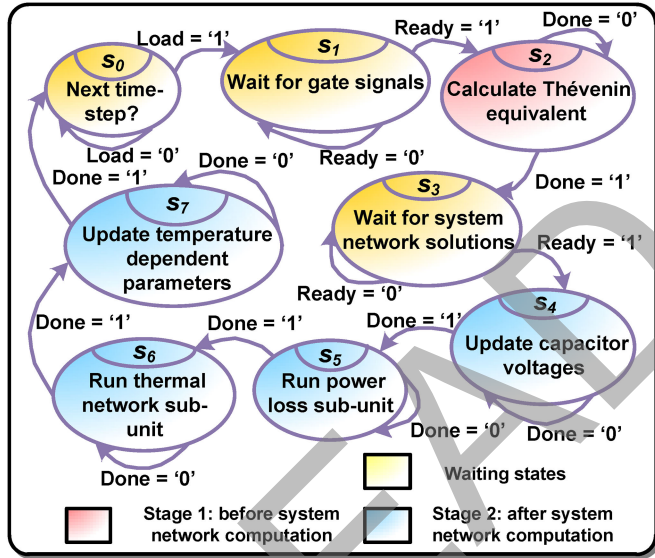 Load = ‘1’
Ready = ‘1’
Done = ‘0’
S0
Next time-
step?
S1
Wait for gate signals
S2
Calculate Thévenin
equivalent
Load = ‘0’
Ready = ‘0’
Done = ‘1’
Done = ‘0’
Done = ‘1’
S7
Update temperature
dependent
parameters
S3
Wait for system
network solutions
Ready = ‘1’
Ready = ‘0’
Done = ‘1’
Done = ‘1’
Done = ‘1’
S6
Run thermal
network sub-
unit
S5
Run power
loss sub-unit
S4
Update capacitor
voltages
Done = ‘0’
Done = ‘0’
Done = ‘0’
Waiting states
Stage 1: before system
network computation
Stage 2: after system
network computation